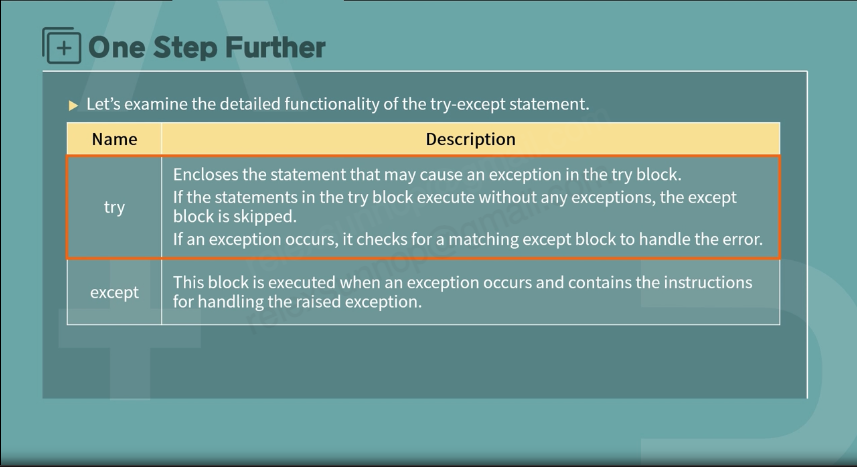 One Step Further
Let's examine the detailed functionality of the try-except statement.
Name Description
try
Encloses the statement that may cause an exception in the try block.
If the statements in the try block execute without any exceptions, the except
block is skipped.
If an exception occurs, it checks for a matching except block to handle the error.
except
This block is executed when an exception occurs and contains the instructions
for handling the raised exception.